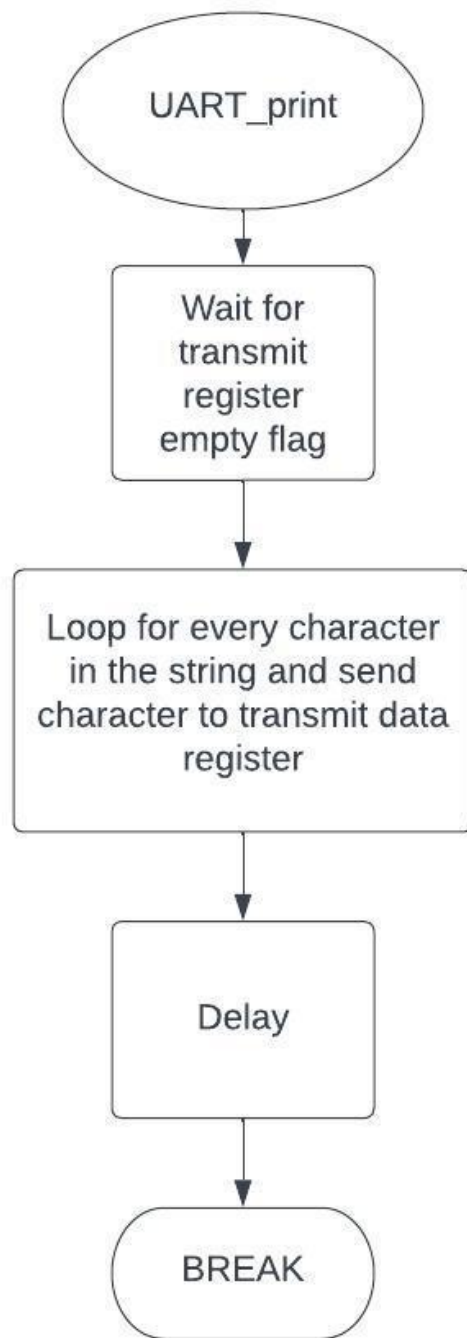 UART_print
Wait for
transmit
register
empty flag
Loop for every character
in the string and send
character to transmit data
register
Delay
BREAK